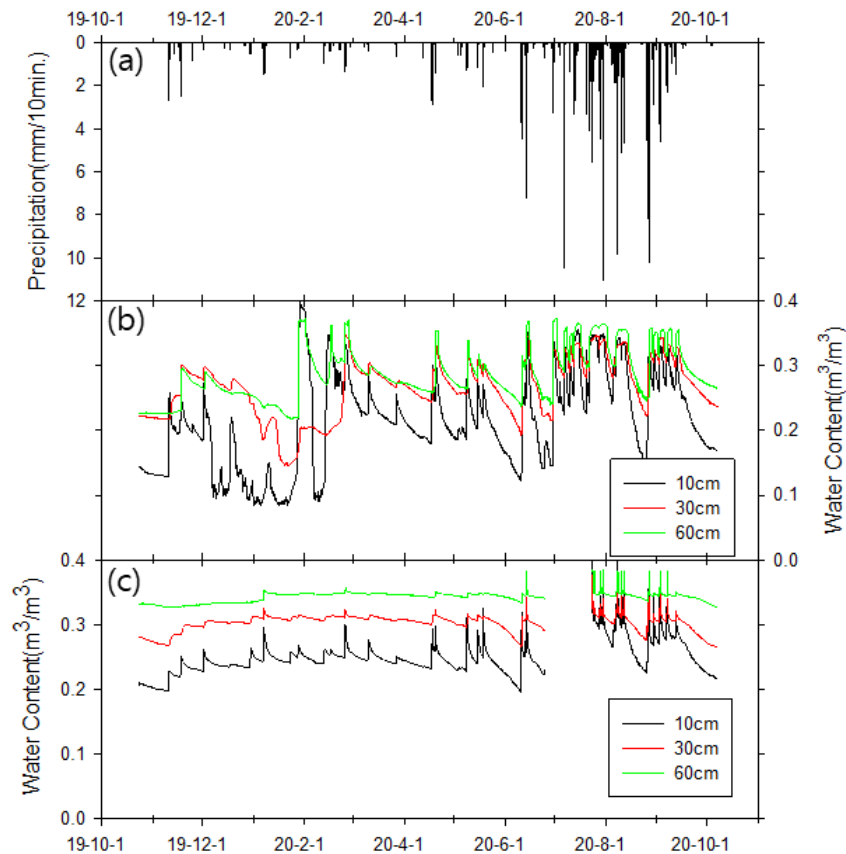 19-10-1 19-12-1 20-2-1 20-4-1 20-6-1 20-8-1 20-10-1
(a)
Precipitation(mm/10min.)
0
2
4
6
8
10
12
(b)
0.4
0.3
0.2
0.1
0.0
Water Content(m³/m³)
10cm
30cm
60cm
(c)
Water Content(m³/m³)
0.4
0.3
0.2
0.1
0.0
10cm
30cm
60cm
19-10-1 19-12-1 20-2-1 20-4-1 20-6-1 20-8-1 20-10-1